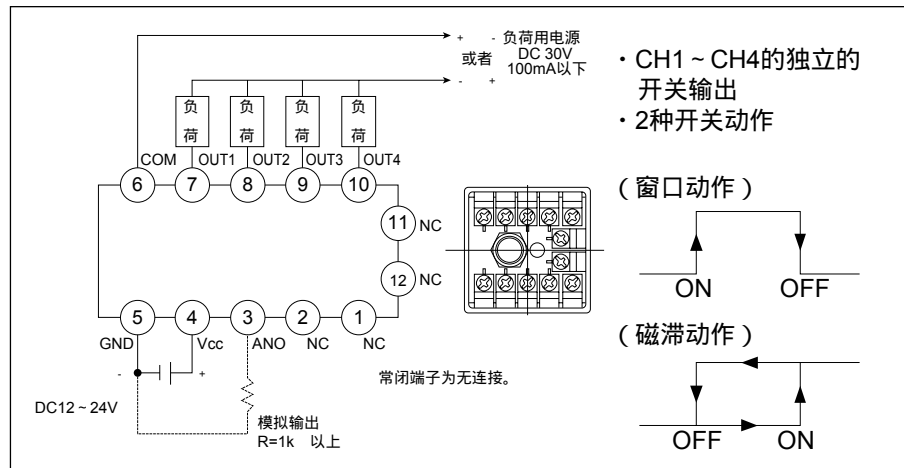 + - 负荷用电源
或者 DC 30V
- + 100mA以下
负荷 负荷 负荷 负荷
COM OUT1 OUT2 OUT3 OUT4
6 7 8 9 10
11 NC
12 NC
5 4 3 2 1
GND Vcc ANO NC NC
- +
DC12~24V
模拟输出
R=1k 以上
常闭端子为无连接。
・CH1~CH4的独立的
开关输出
・2种开关动作
(窗口动作)
ON OFF
(磁滞动作)
OFF ON